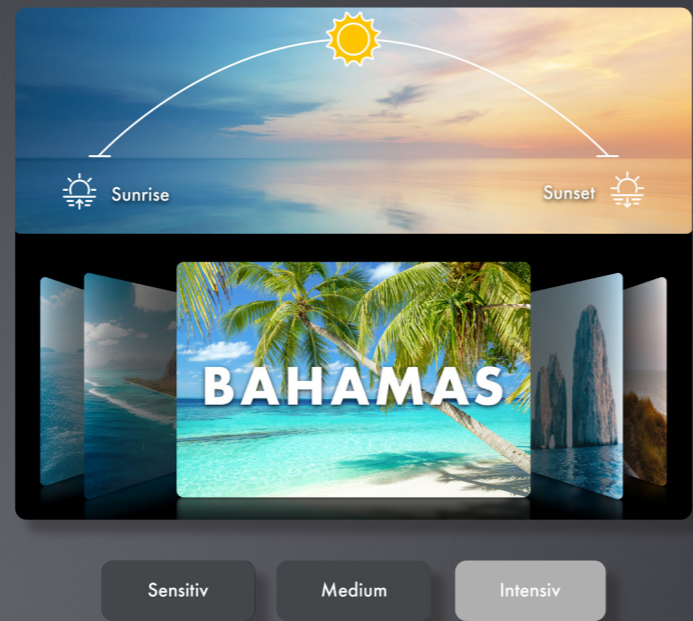 Sunrise
Sunset
BAHAMAS
Sensitiv
Medium
Intensiv